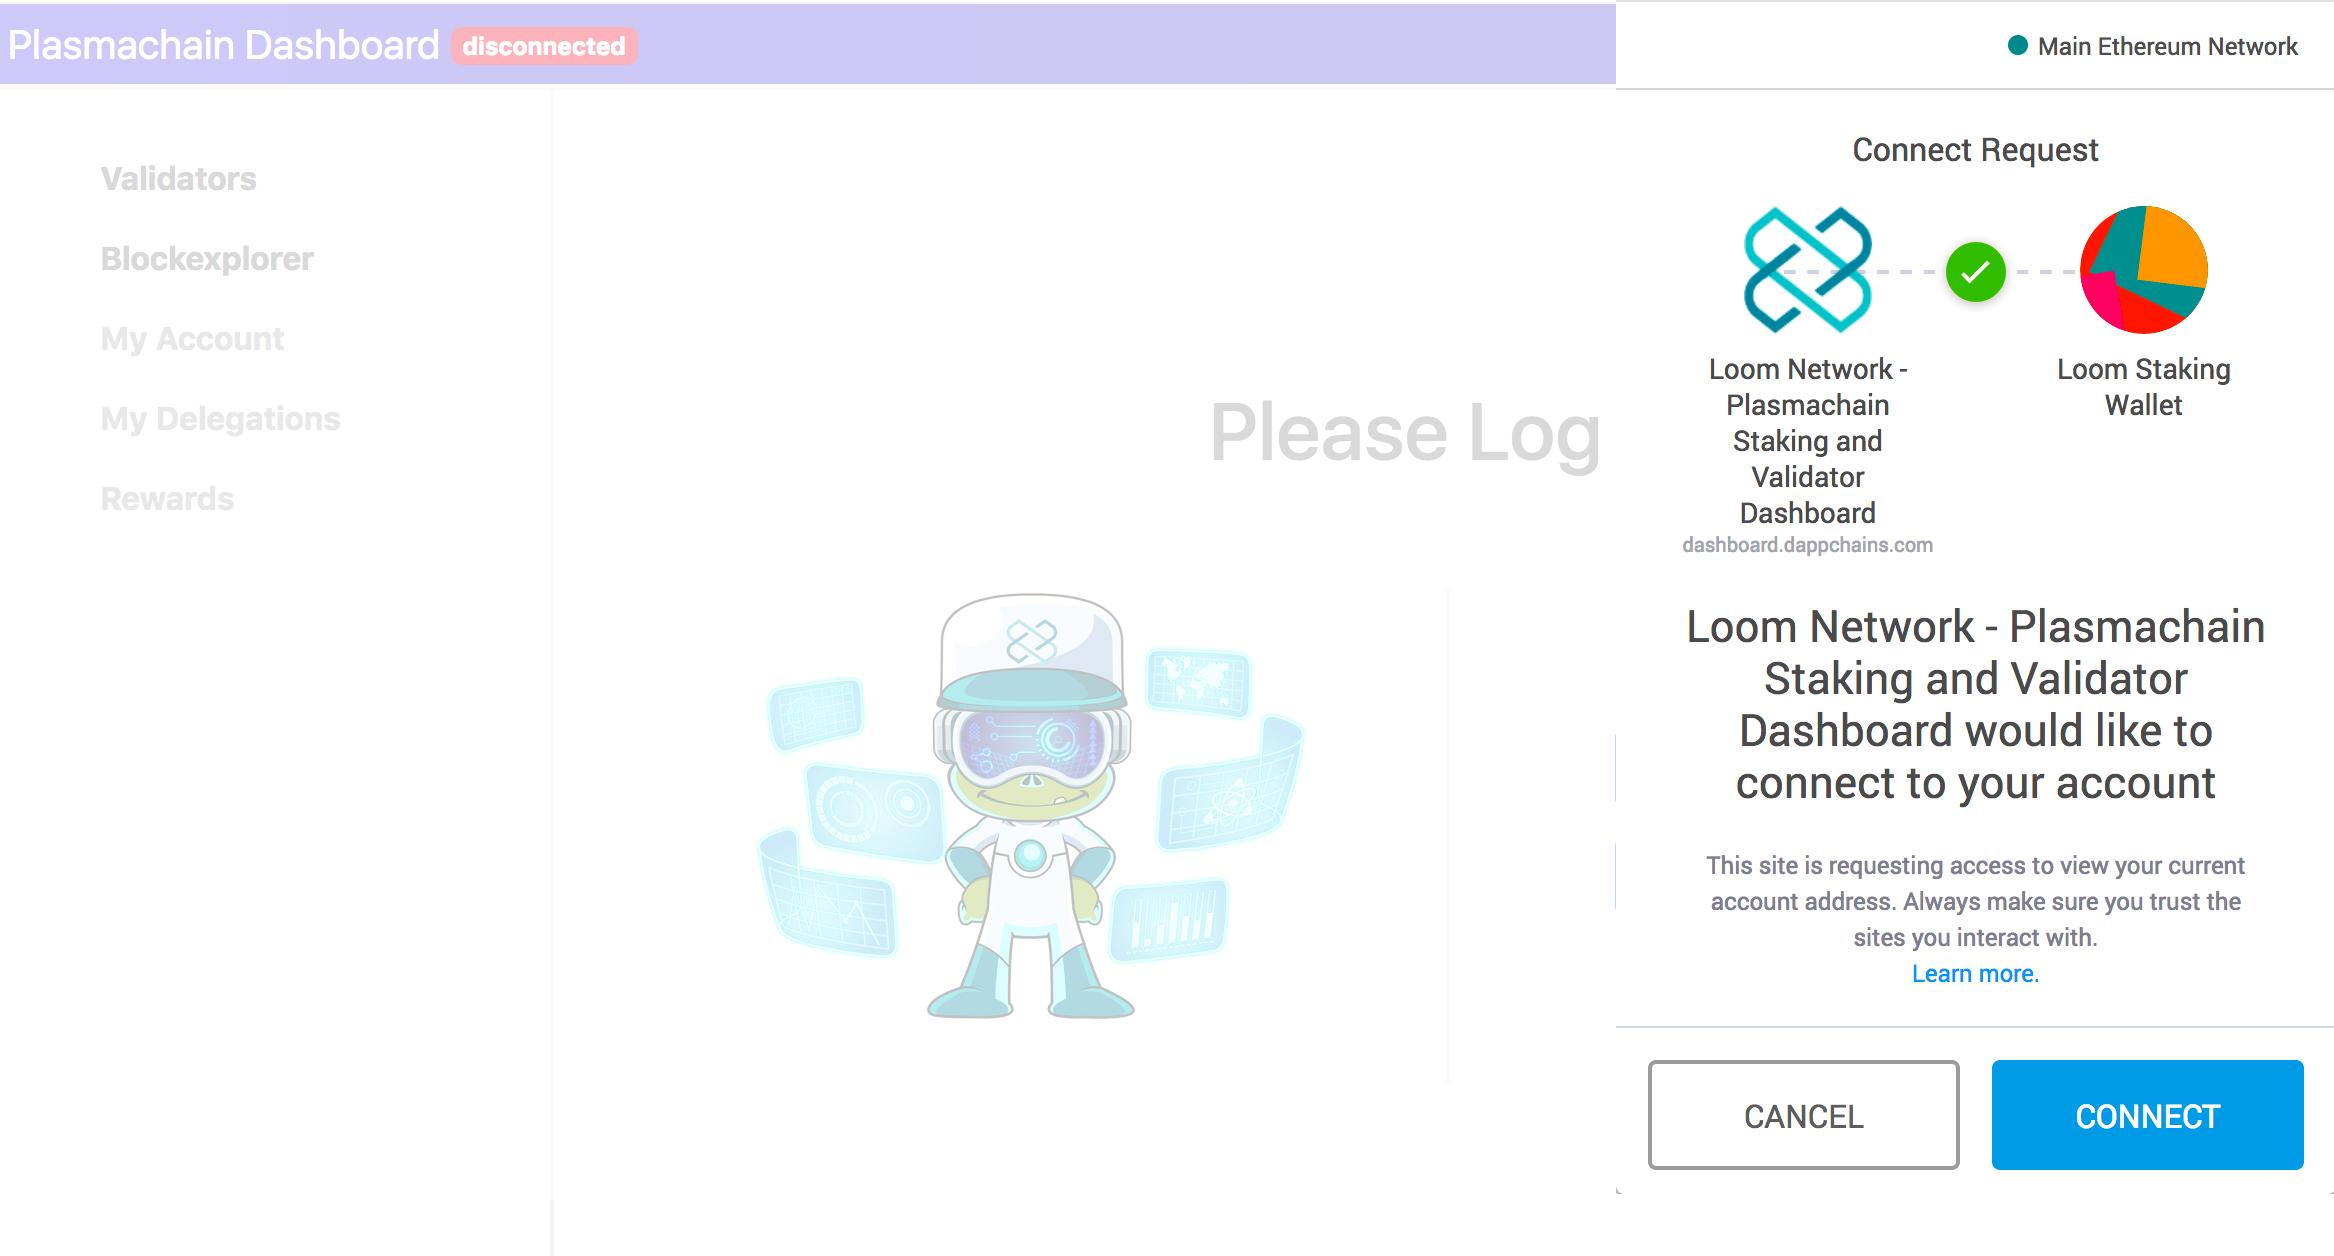 Plasmachain Dashboard disconnected
Validators
Blockexplorer
My Account
My Delegations
Rewards
Please Log
Main Ethereum Network
Connect Request
Loom Network -
Plasmachain
Staking and
Validator
Dashboard
dashboard.dappchains.com
Loom Staking
Wallet
Loom Network - Plasmachain
Staking and Validator
Dashboard would like to
connect to your account
This site is requesting access to view your current
account address. Always make sure you trust the
sites you interact with.
Learn more.
CANCEL
CONNECT